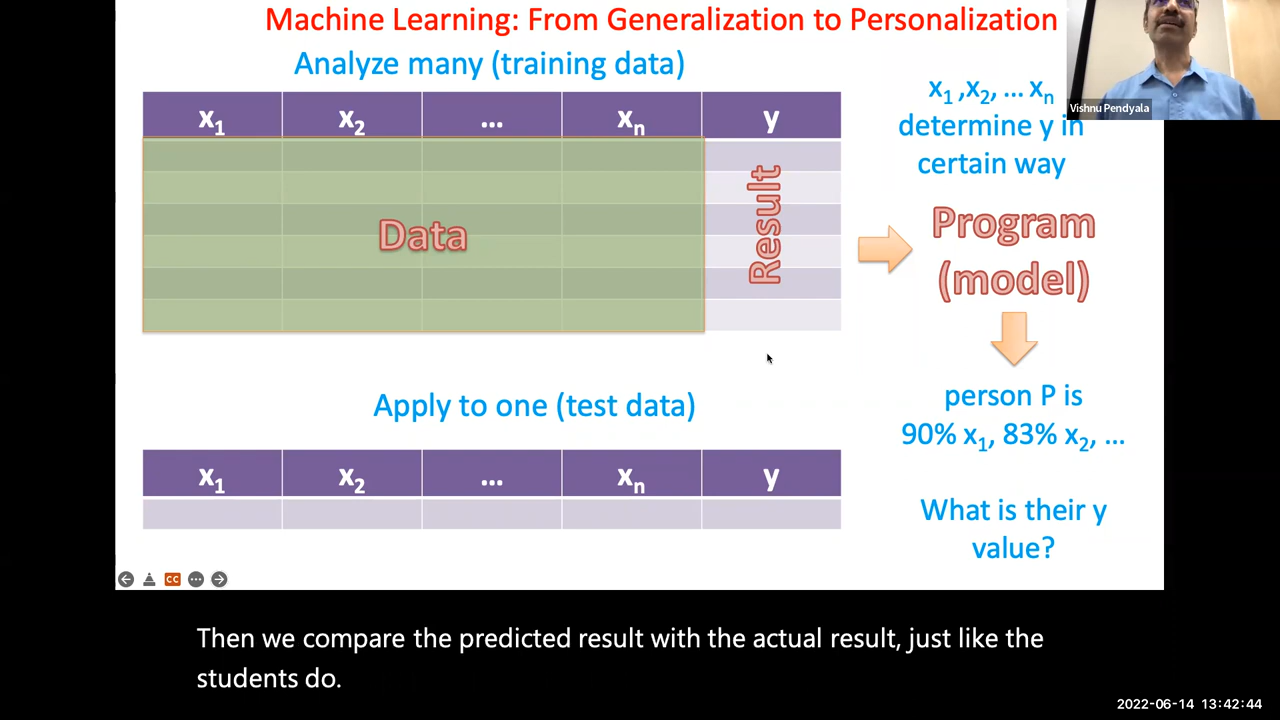 Machine Learning: From Generalization to Personalization
Analyze many (training data)
x1 x2 ... xn y
Data
Result
x1 ,x2, ... xn
determine y in
certain way
Program
(model)
person P is
90% x1, 83% x2, ...
What is their y
value?
Apply to one (test data)
x1 x2 ... xn y
Vishnu Pendyala
CC
Then we compare the predicted result with the actual result, just like the
students do.
2022-06-14 13:42:44